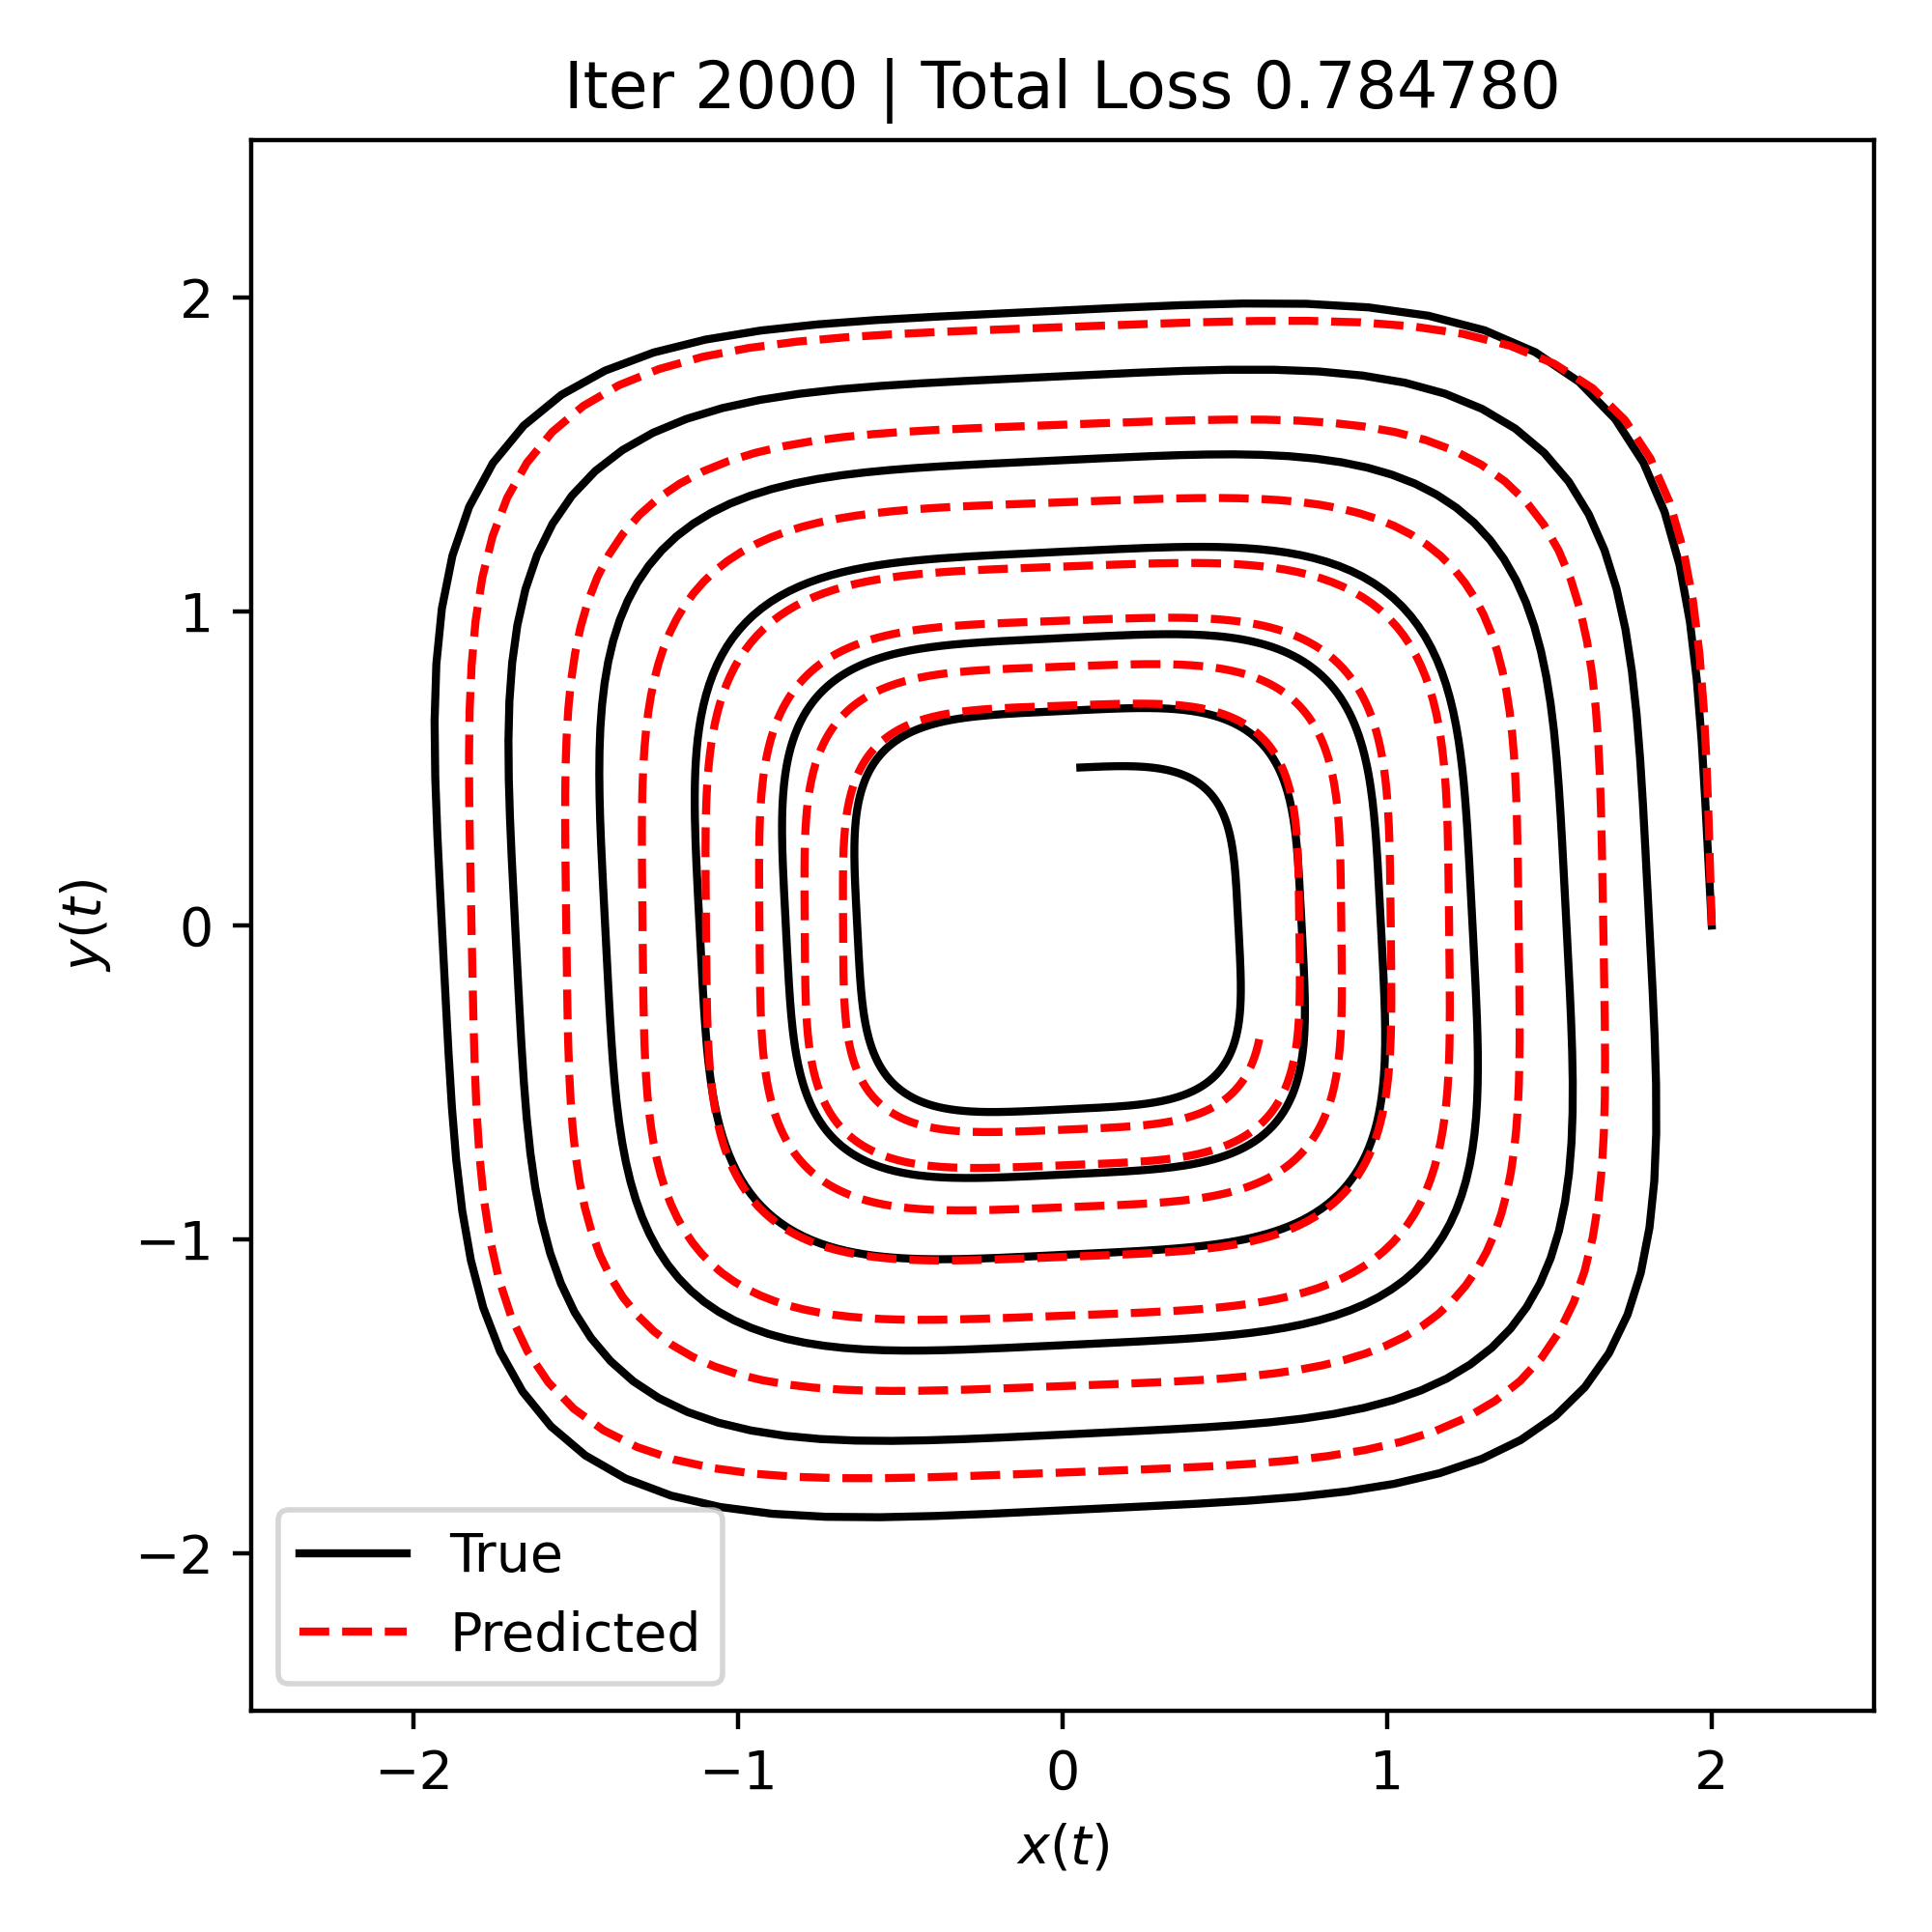 Iter 2000 | Total Loss 0.784780
y(t)
2
1
0
−1
−2
True
Predicted
−2 −1 0 1 2
x(t)